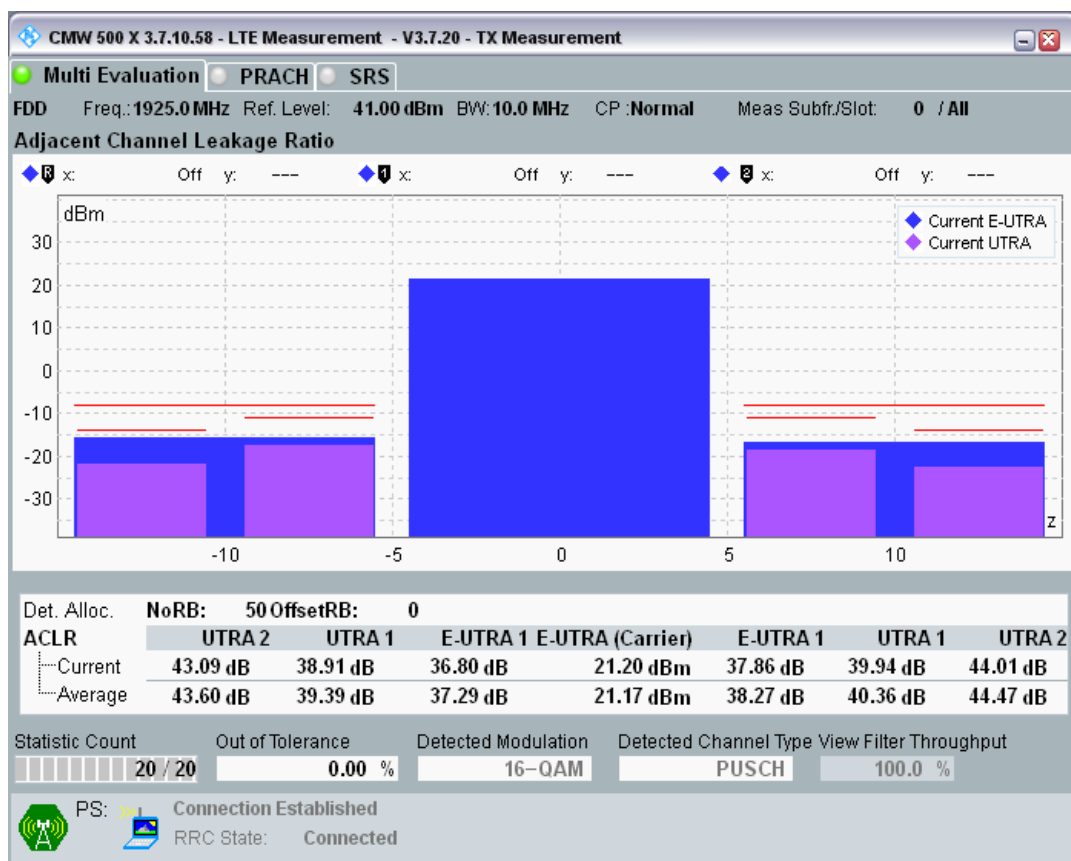 CMW 500 X 3.7.10.58 - LTE Measurement - V3.7.20 - TX Measurement
Multi Evaluation PRACH SRS
FDD Freq.: 1925.0 MHz Ref. Level: 41.00 dBm BW: 10.0 MHz CP :Normal Meas Subfr./Slot: 0 / All
Adjacent Channel Leakage Ratio
R x: Off y: --- 1 x: Off y: --- 2 x: Off y: ---
dBm
Current E-UTRA
Current UTRA
30
20
10
0
-10
-20
-30
z
-10 -5 0 5 10
Det. Alloc. NoRB: 50 OffsetRB: 0
ACLR UTRA 2 UTRA 1 E-UTRA 1 E-UTRA (Carrier) E-UTRA 1 UTRA 1 UTRA 2
Current 43.09 dB 38.91 dB 36.80 dB 21.20 dBm 37.86 dB 39.94 dB 44.01 dB
Average 43.60 dB 39.39 dB 37.29 dB 21.17 dBm 38.27 dB 40.36 dB 44.47 dB
Statistic Count Out of Tolerance Detected Modulation Detected Channel Type View Filter Throughput
20 / 20 0.00 % 16-QAM PUSCH 100.0 %
PS: Connection Established
RRC State: Connected